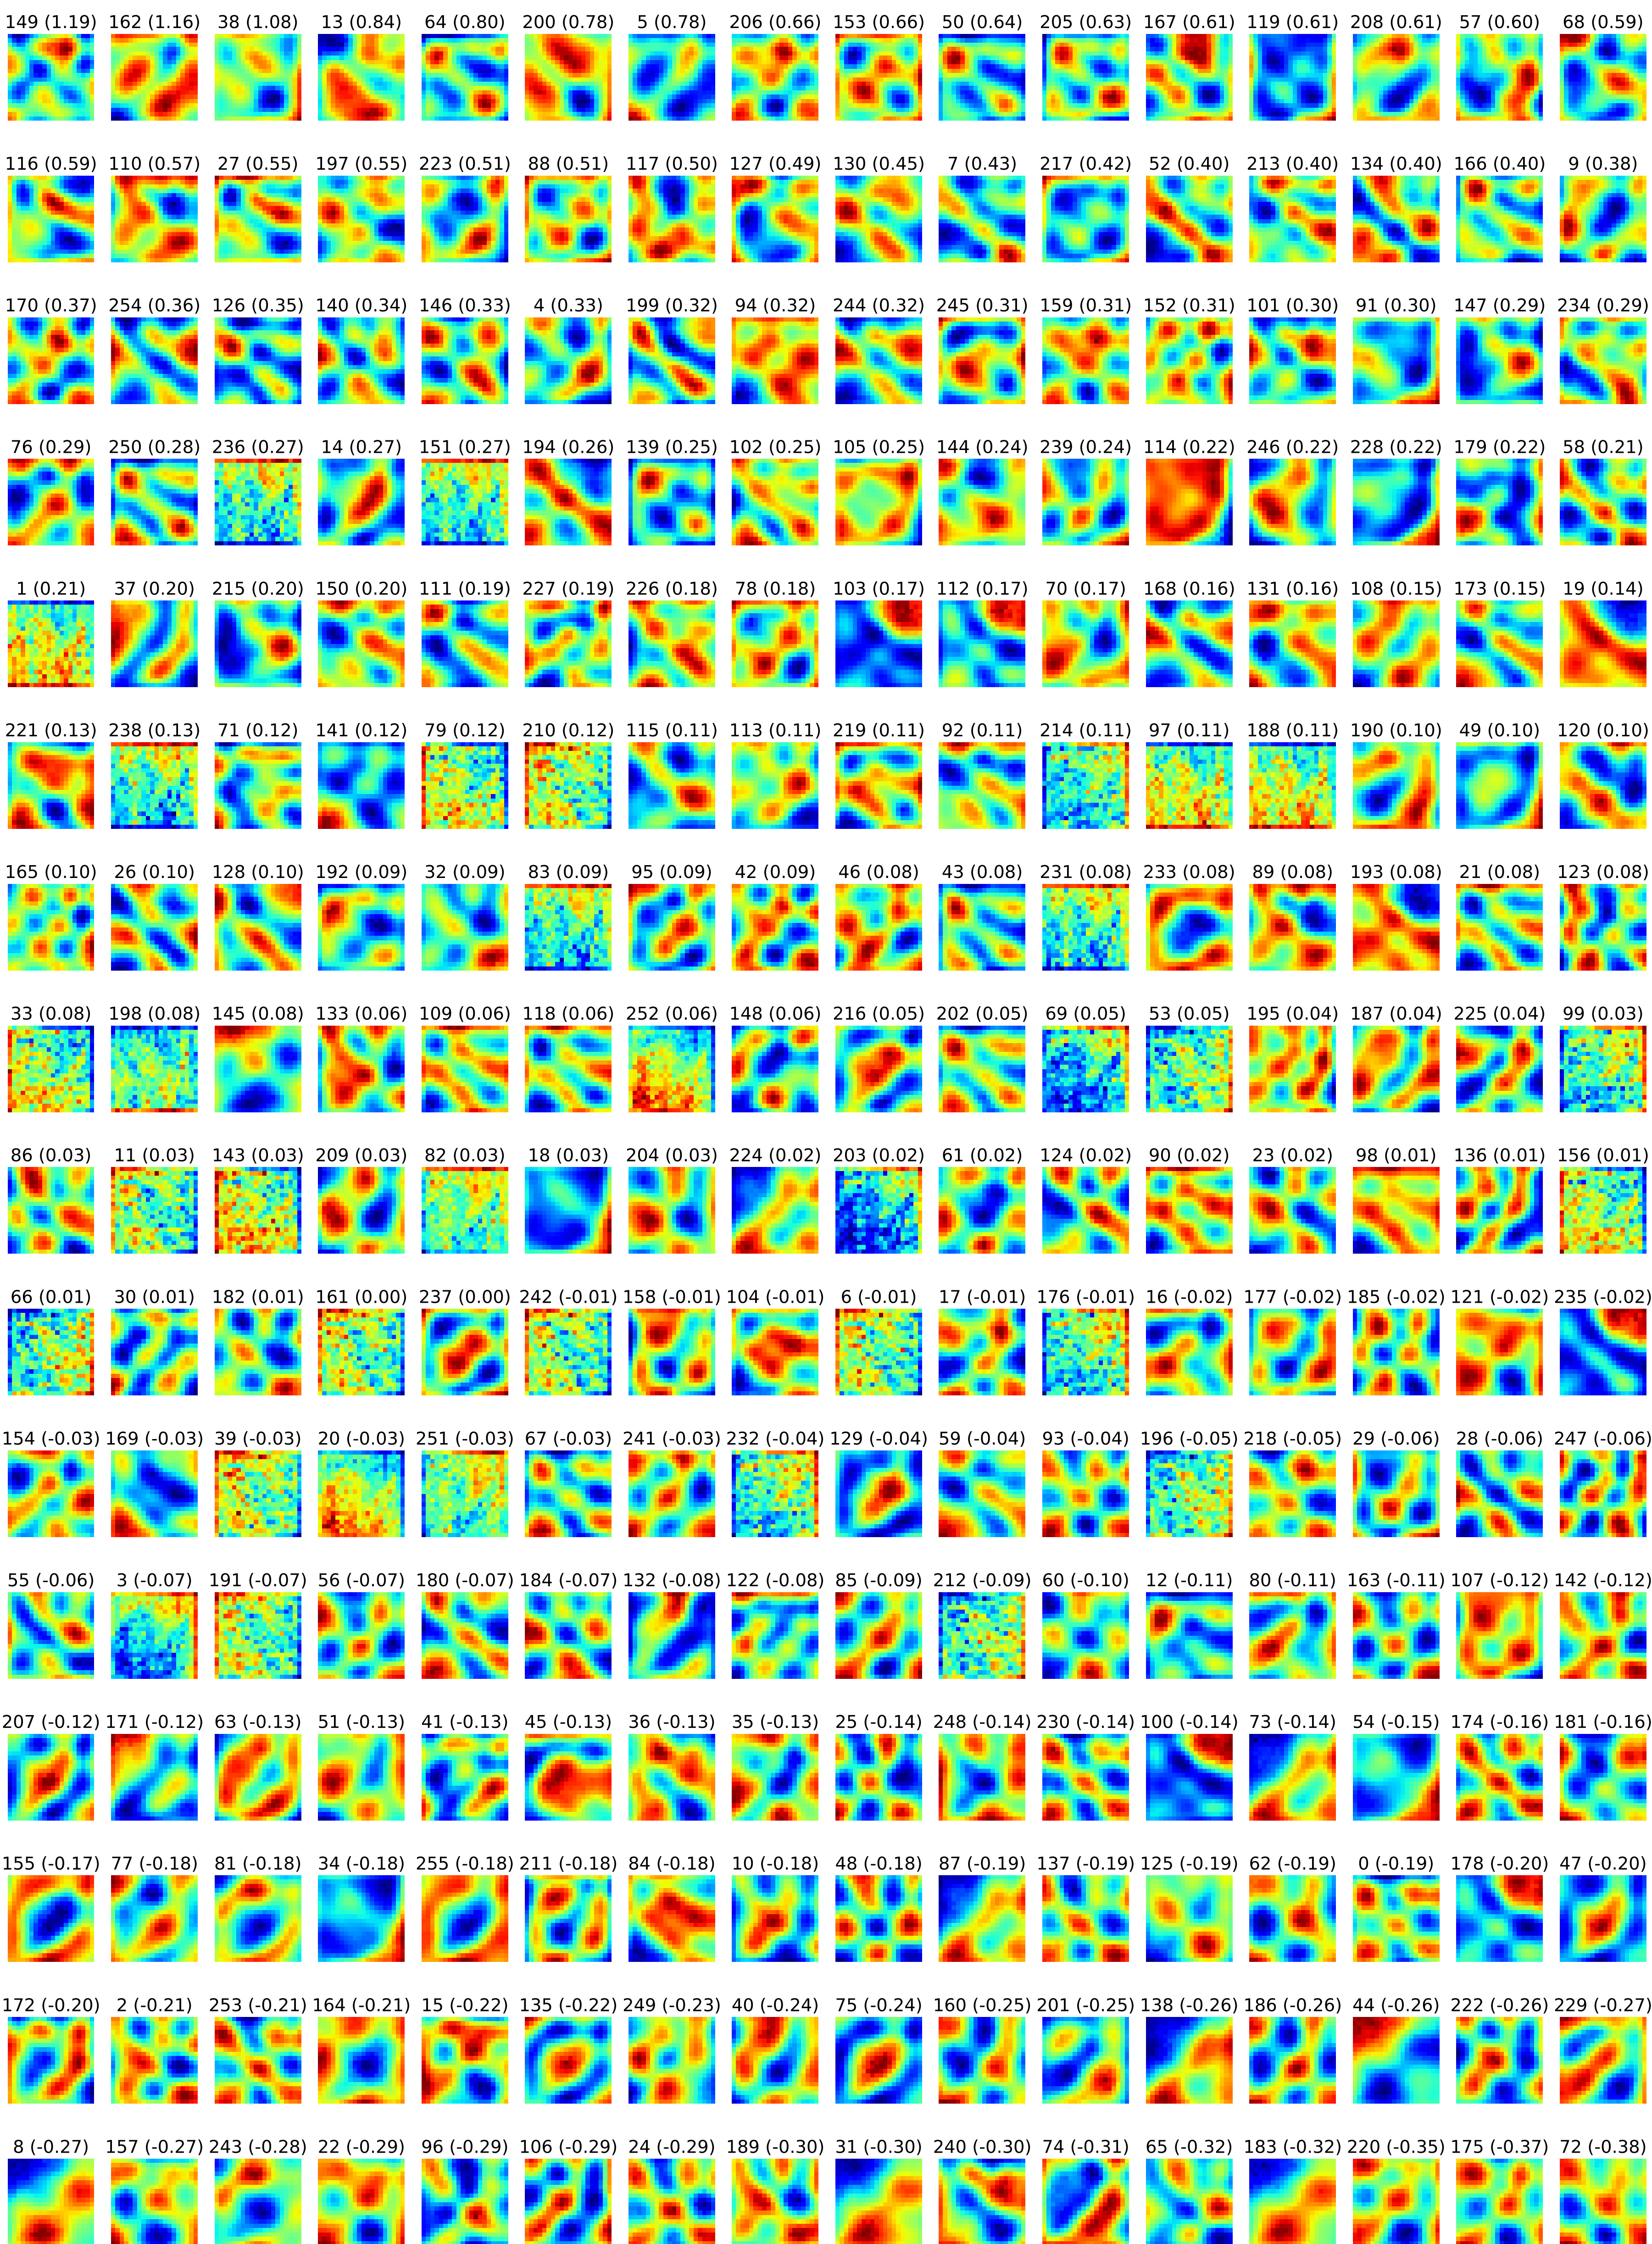 149 (1.19) 162 (1.16) 38 (1.08) 13 (0.84) 64 (0.80) 200 (0.78) 5 (0.78) 206 (0.66) 153 (0.66) 50 (0.64) 205 (0.63) 167 (0.61) 119 (0.61) 208 (0.61) 57 (0.60) 68 (0.59)
116 (0.59) 110 (0.57) 27 (0.55) 197 (0.55) 223 (0.51) 88 (0.51) 117 (0.50) 127 (0.49) 130 (0.45) 7 (0.43) 217 (0.42) 52 (0.40) 213 (0.40) 134 (0.40) 166 (0.40) 9 (0.38)
170 (0.37) 254 (0.36) 126 (0.35) 140 (0.34) 146 (0.33) 4 (0.33) 199 (0.32) 94 (0.32) 244 (0.32) 245 (0.31) 159 (0.31) 152 (0.31) 101 (0.30) 91 (0.30) 147 (0.29) 234 (0.29)
76 (0.29) 250 (0.28) 236 (0.27) 14 (0.27) 151 (0.27) 194 (0.26) 139 (0.25) 102 (0.25) 105 (0.25) 144 (0.24) 239 (0.24) 114 (0.22) 246 (0.22) 228 (0.22) 179 (0.22) 58 (0.21)
1 (0.21) 37 (0.20) 215 (0.20) 150 (0.20) 111 (0.19) 227 (0.19) 226 (0.18) 78 (0.18) 103 (0.17) 112 (0.17) 70 (0.17) 168 (0.16) 131 (0.16) 108 (0.15) 173 (0.15) 19 (0.14)
221 (0.13) 238 (0.13) 71 (0.12) 141 (0.12) 79 (0.12) 210 (0.12) 115 (0.11) 113 (0.11) 219 (0.11) 92 (0.11) 214 (0.11) 97 (0.11) 188 (0.11) 190 (0.10) 49 (0.10) 120 (0.10)
165 (0.10) 26 (0.10) 128 (0.10) 192 (0.09) 32 (0.09) 83 (0.09) 95 (0.09) 42 (0.09) 46 (0.08) 43 (0.08) 231 (0.08) 233 (0.08) 89 (0.08) 193 (0.08) 21 (0.08) 123 (0.08)
33 (0.08) 198 (0.08) 145 (0.08) 133 (0.06) 109 (0.06) 118 (0.06) 252 (0.06) 148 (0.06) 216 (0.05) 202 (0.05) 69 (0.05) 53 (0.05) 195 (0.04) 187 (0.04) 225 (0.04) 99 (0.03)
86 (0.03) 11 (0.03) 143 (0.03) 209 (0.03) 82 (0.03) 18 (0.03) 204 (0.03) 224 (0.02) 203 (0.02) 61 (0.02) 124 (0.02) 90 (0.02) 23 (0.02) 98 (0.01) 136 (0.01) 156 (0.01)
66 (0.01) 30 (0.01) 182 (0.01) 161 (0.00) 237 (0.00) 242 (-0.01) 158 (-0.01) 104 (-0.01) 6 (-0.01) 17 (-0.01) 176 (-0.01) 16 (-0.02) 177 (-0.02) 185 (-0.02) 121 (-0.02) 235 (-0.02)
154 (-0.03) 169 (-0.03) 39 (-0.03) 20 (-0.03) 251 (-0.03) 67 (-0.03) 241 (-0.03) 232 (-0.04) 129 (-0.04) 59 (-0.04) 93 (-0.04) 196 (-0.05) 218 (-0.05) 29 (-0.06) 28 (-0.06) 247 (-0.06)
55 (-0.06) 3 (-0.07) 191 (-0.07) 56 (-0.07) 180 (-0.07) 184 (-0.07) 132 (-0.08) 122 (-0.08) 85 (-0.09) 212 (-0.09) 60 (-0.10) 12 (-0.11) 80 (-0.11) 163 (-0.11) 107 (-0.12) 142 (-0.12)
207 (-0.12) 171 (-0.12) 63 (-0.13) 51 (-0.13) 41 (-0.13) 45 (-0.13) 36 (-0.13) 35 (-0.13) 25 (-0.14) 248 (-0.14) 230 (-0.14) 100 (-0.14) 73 (-0.14) 54 (-0.15) 174 (-0.16) 181 (-0.16)
155 (-0.17) 77 (-0.18) 81 (-0.18) 34 (-0.18) 255 (-0.18) 211 (-0.18) 84 (-0.18) 10 (-0.18) 48 (-0.18) 87 (-0.19) 137 (-0.19) 125 (-0.19) 62 (-0.19) 0 (-0.19) 178 (-0.20) 47 (-0.20)
172 (-0.20) 2 (-0.21) 253 (-0.21) 164 (-0.21) 15 (-0.22) 135 (-0.22) 249 (-0.23) 40 (-0.24) 75 (-0.24) 160 (-0.25) 201 (-0.25) 138 (-0.26) 186 (-0.26) 44 (-0.26) 222 (-0.26) 229 (-0.27)
8 (-0.27) 157 (-0.27) 243 (-0.28) 22 (-0.29) 96 (-0.29) 106 (-0.29) 24 (-0.29) 189 (-0.30) 31 (-0.30) 240 (-0.30) 74 (-0.31) 65 (-0.32) 183 (-0.32) 220 (-0.35) 175 (-0.37) 72 (-0.38)